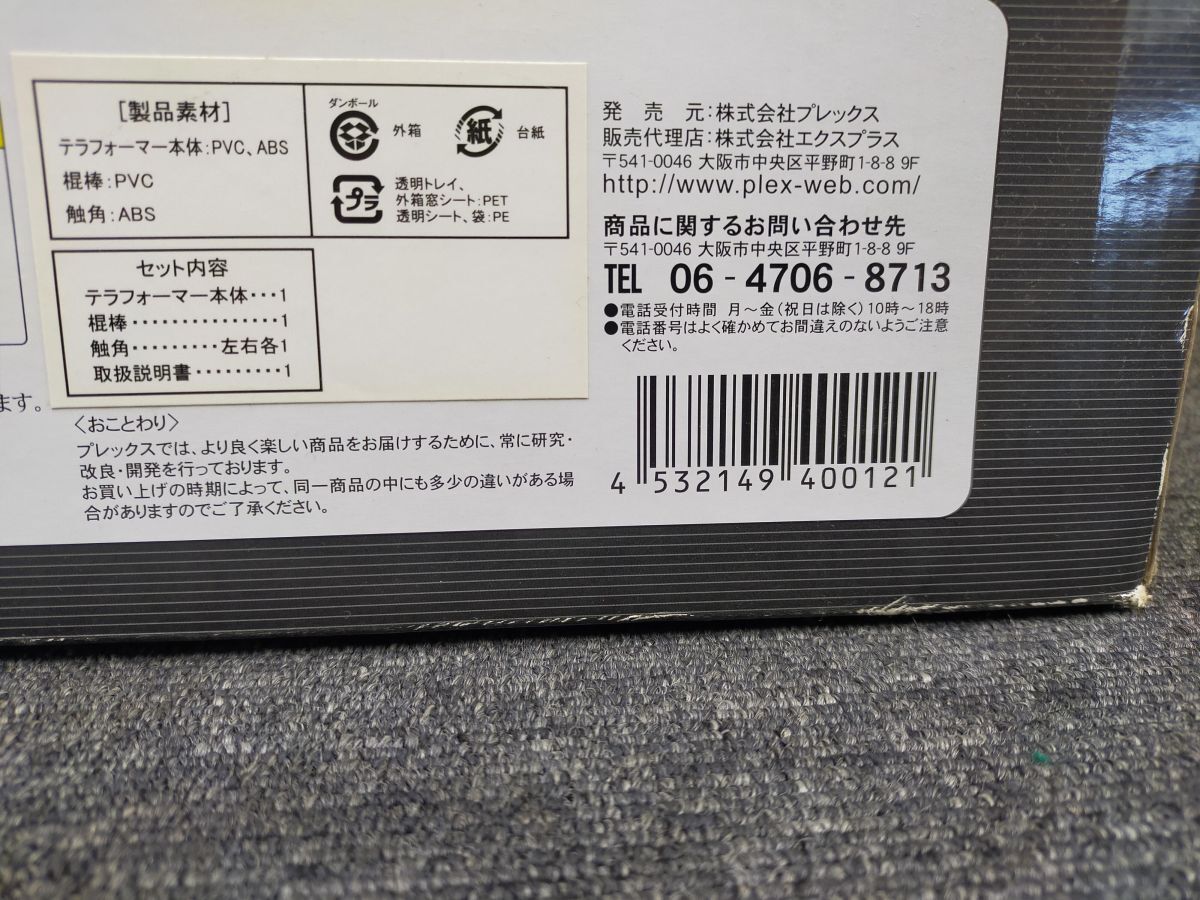 [製品素材]
テラフォーマー本体:PVC、ABS
棍棒:PVC
触角:ABS
ダンボール
外箱
紙
台紙
プラ
透明トレイ、
外箱窓シート:PET
透明シート、袋:PE
セット内容
テラフォーマー本体・・・1
棍棒・・・・・・・・・・・・・・・1
触角・・・・・・・・・左右各1
取扱説明書・・・・・・・・・1
ます。
〈おことわり〉
プレックスでは、より良く楽しい商品をお届けするために、常に研究・
改良・開発を行っております。
お買い上げの時期によって、同一商品の中にも多少の違いがある場
合がありますのでご了承ください。
発売元:株式会社プレックス
販売代理店:株式会社エクスプラス
〒541-0046 大阪市中央区平野町1-8-8 9F
http://www.plex-web.com/
商品に関するお問い合わせ先
〒541-0046 大阪市中央区平野町1-8-8 9F
TEL 06-4706-8713
●電話受付時間 月～金(祝日は除く)10時～18時
●電話番号はよく確かめてお間違えのないようご注意
ください。
4 532149 400121